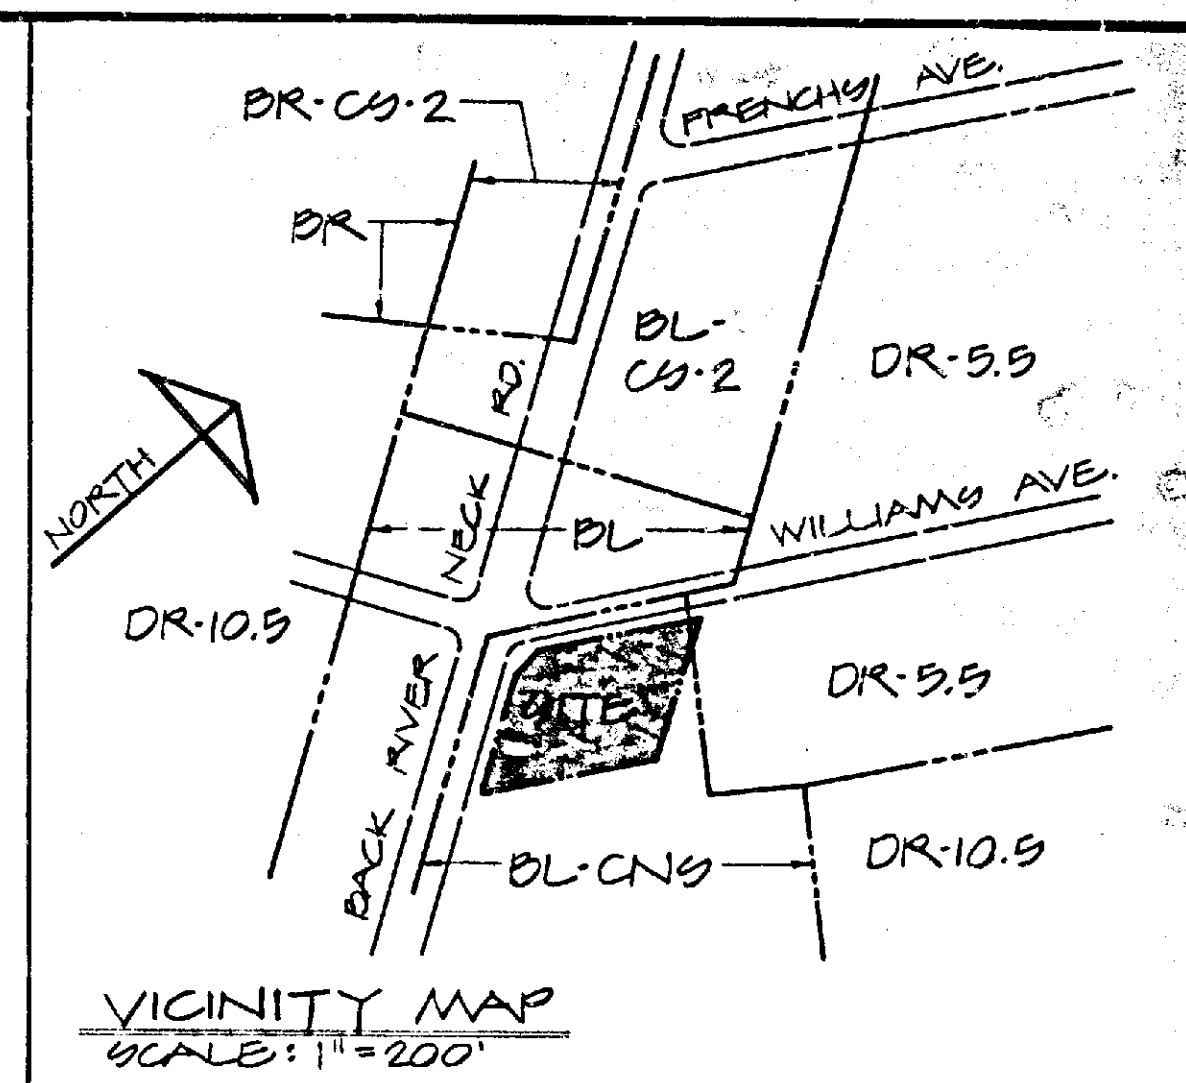 BR-CS-2
FRENCHYS AVE.
BR
BL-
CS-2
DR-5.5
RD.
NORTH
NECK
BL
WILLIAMS AVE.
DR-10.5
SITE
DR-5.5
RIVER
BACK
BL-CNS
DR-10.5
VICINITY MAP
SCALE: 1" = 200'